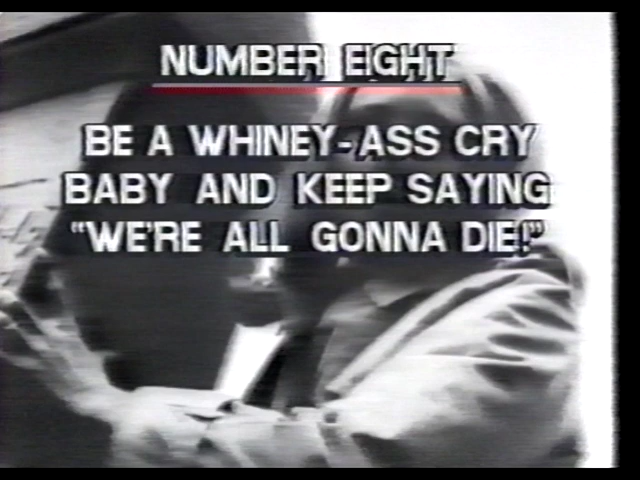 NUMBER EIGHT
BE A WHINEY-ASS CRY
BABY AND KEEP SAYING
"WE'RE ALL GONNA DIE!"